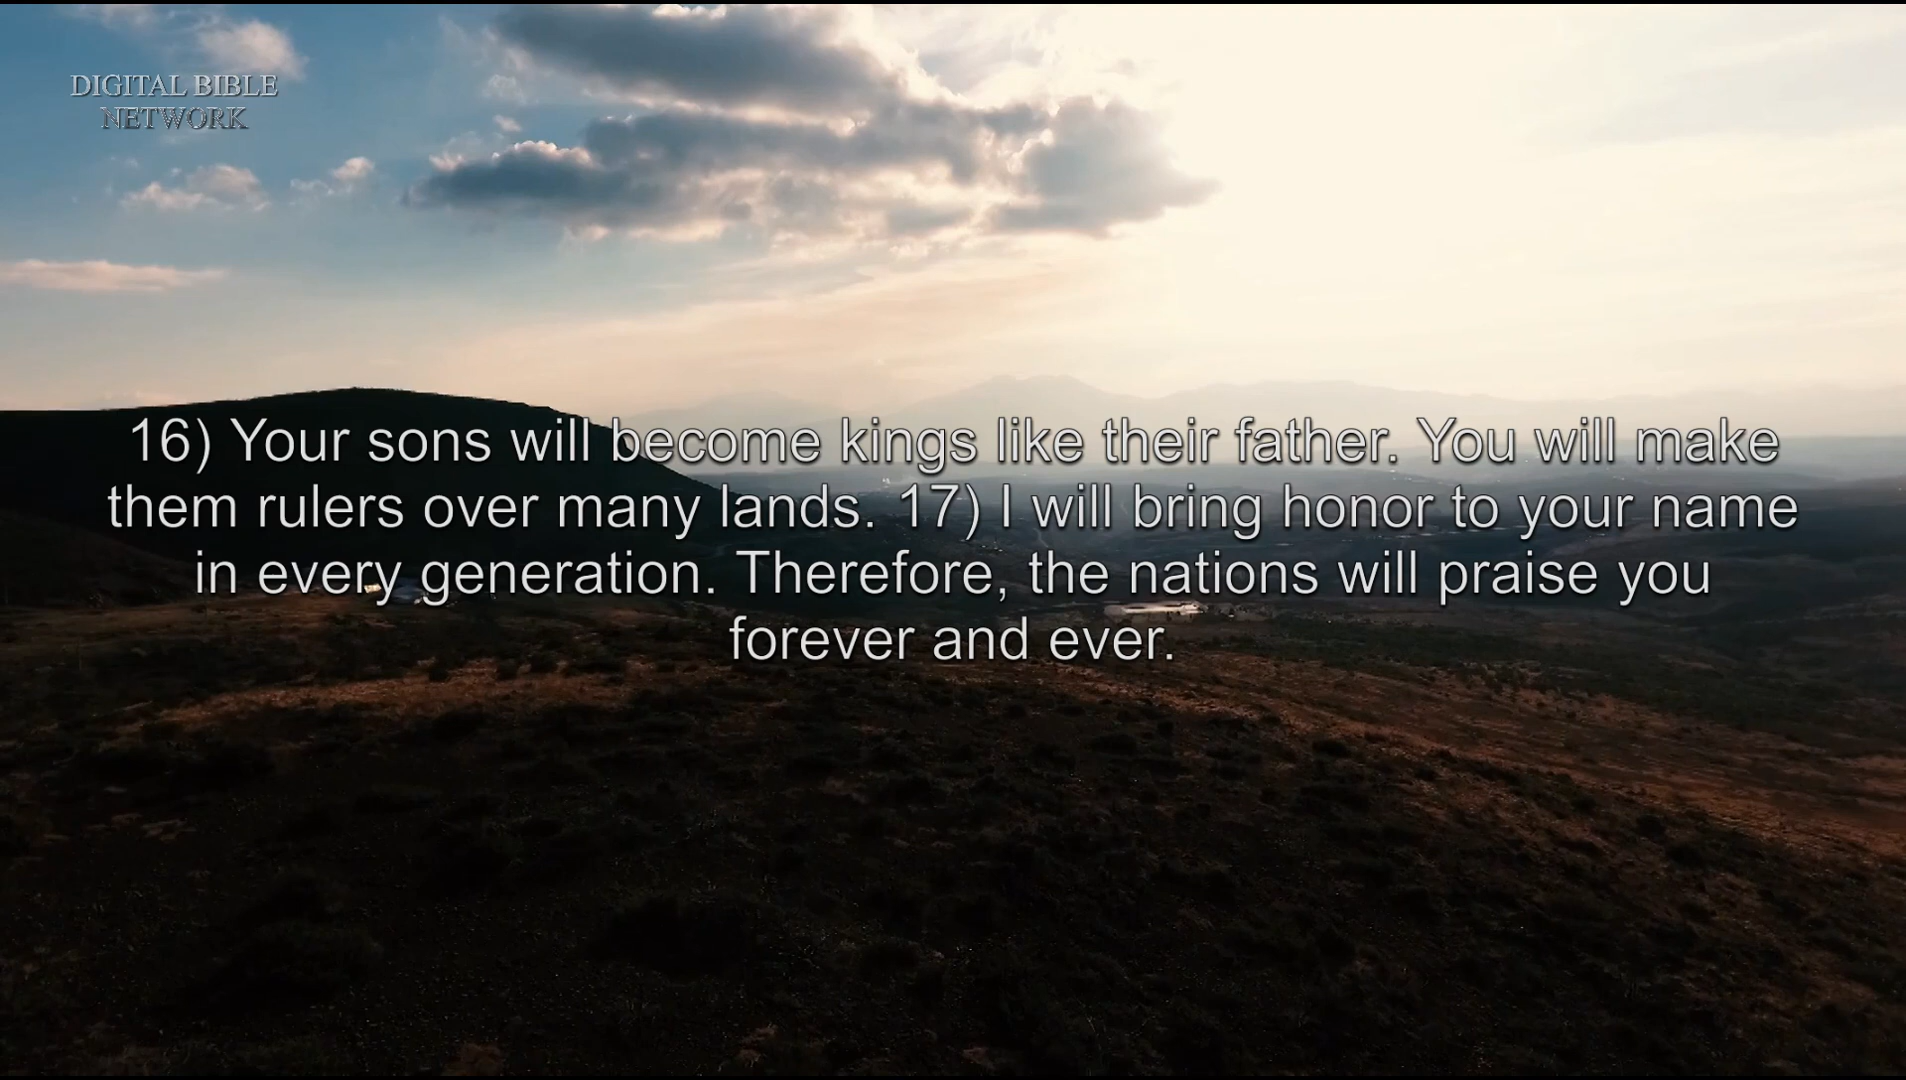 DIGITAL BIBLE
NETWORK
16) Your sons will become kings like their father. You will make
them rulers over many lands. 17) I will bring honor to your name
in every generation. Therefore, the nations will praise you
forever and ever.